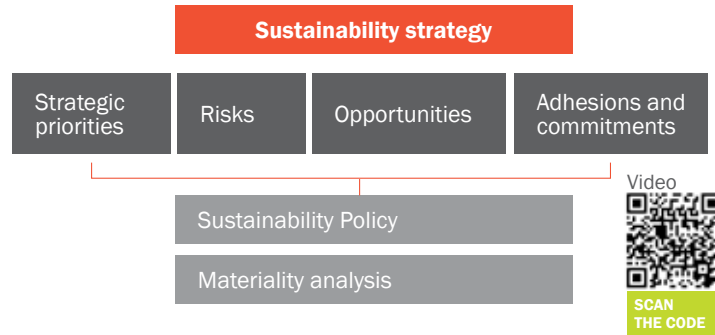 Sustainability strategy
Strategic
priorities
Risks
Opportunities
Adhesions and
commitments
Video
Sustainability Policy
Materiality analysis
SCAN
THE CODE